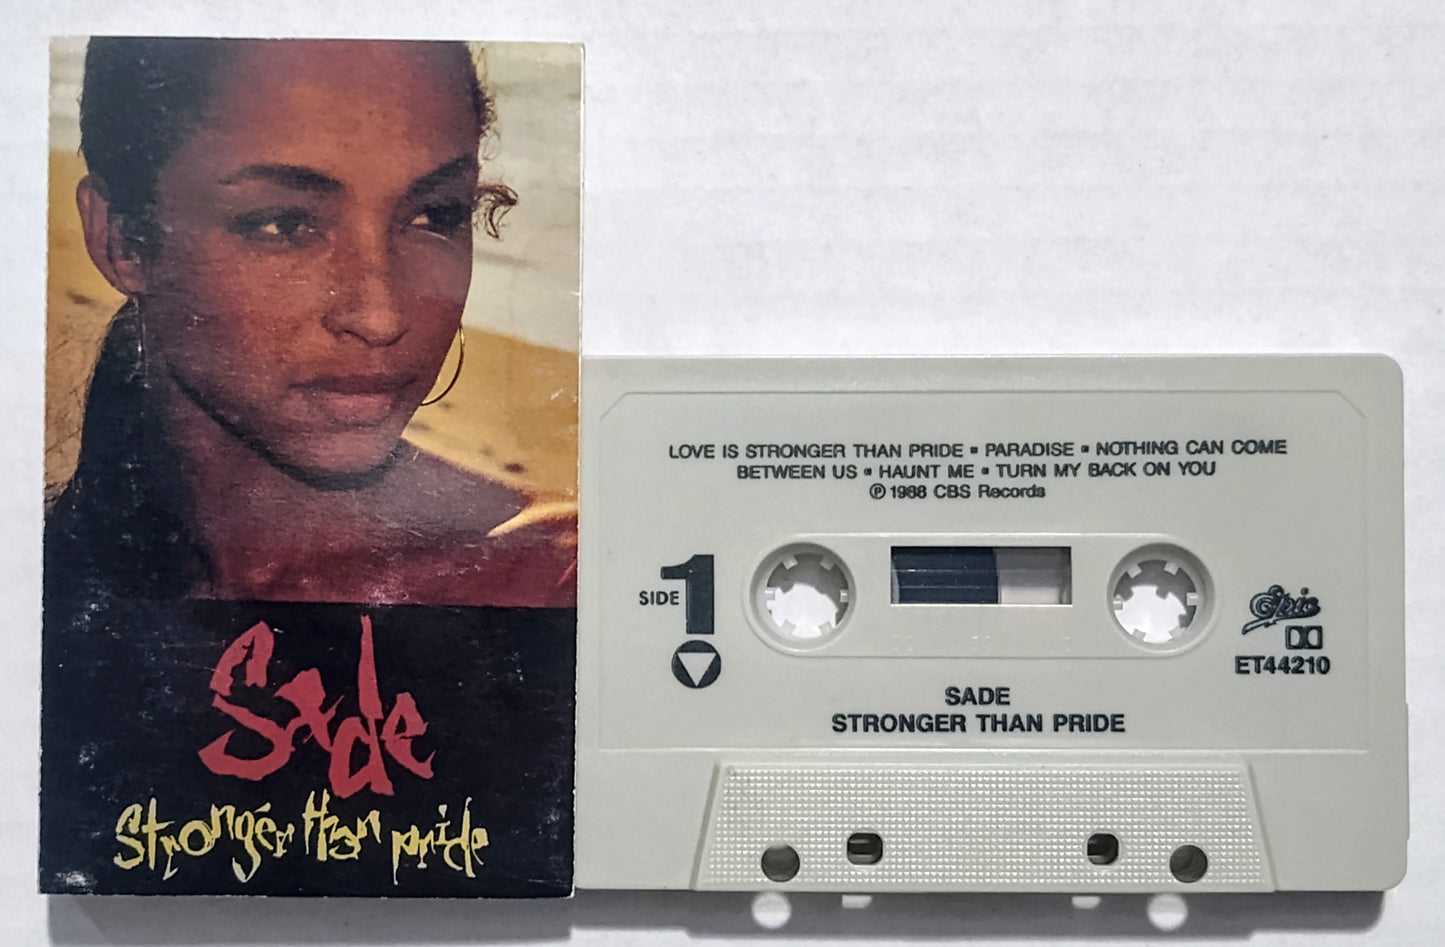 Sade
Stronger than pride
LOVE IS STRONGER THAN PRIDE ▪ PARADISE ▪ NOTHING CAN COME
BETWEEN US ▪ HAUNT ME ▪ TURN MY BACK ON YOU
℗ 1988 CBS Records
SIDE 1
Epic
ET44210
SADE
STRONGER THAN PRIDE